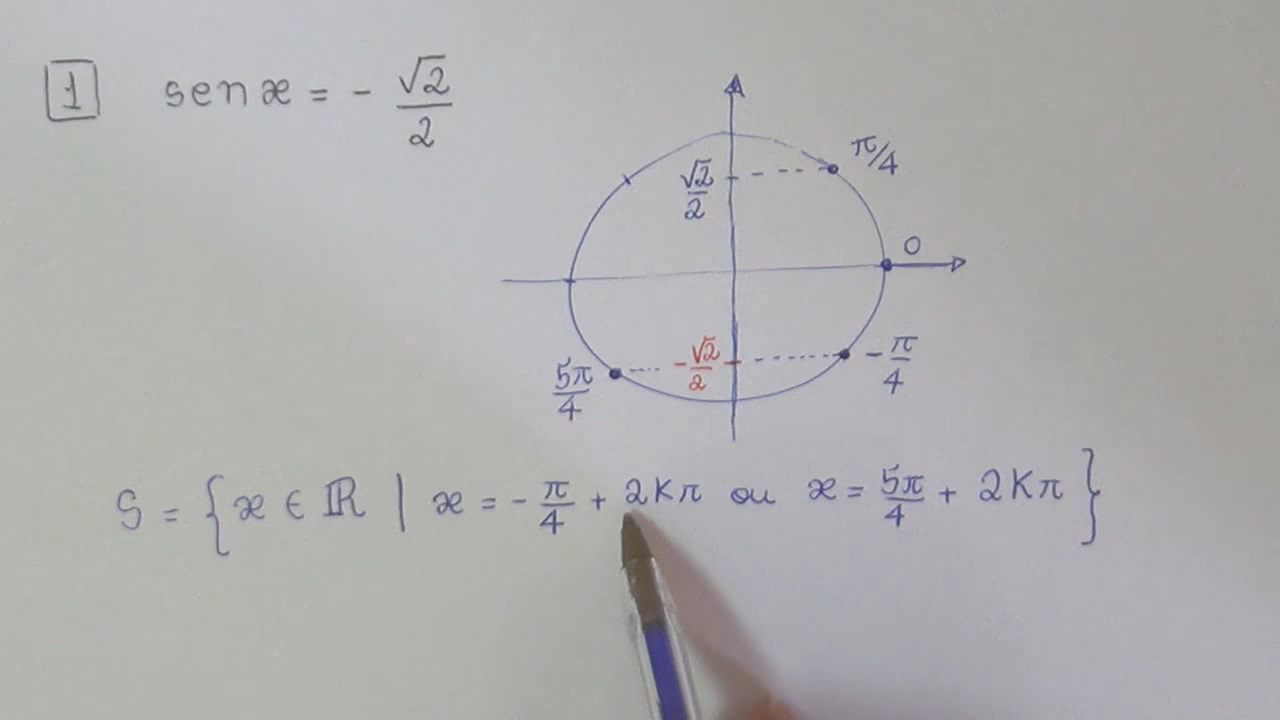 1 sen x = - √2/2
π/4
√2/2
0
-√2/2
-π/4
5π/4
S = { x ∈ ℝ | x = -π/4 + 2kπ ou x = 5π/4 + 2kπ }